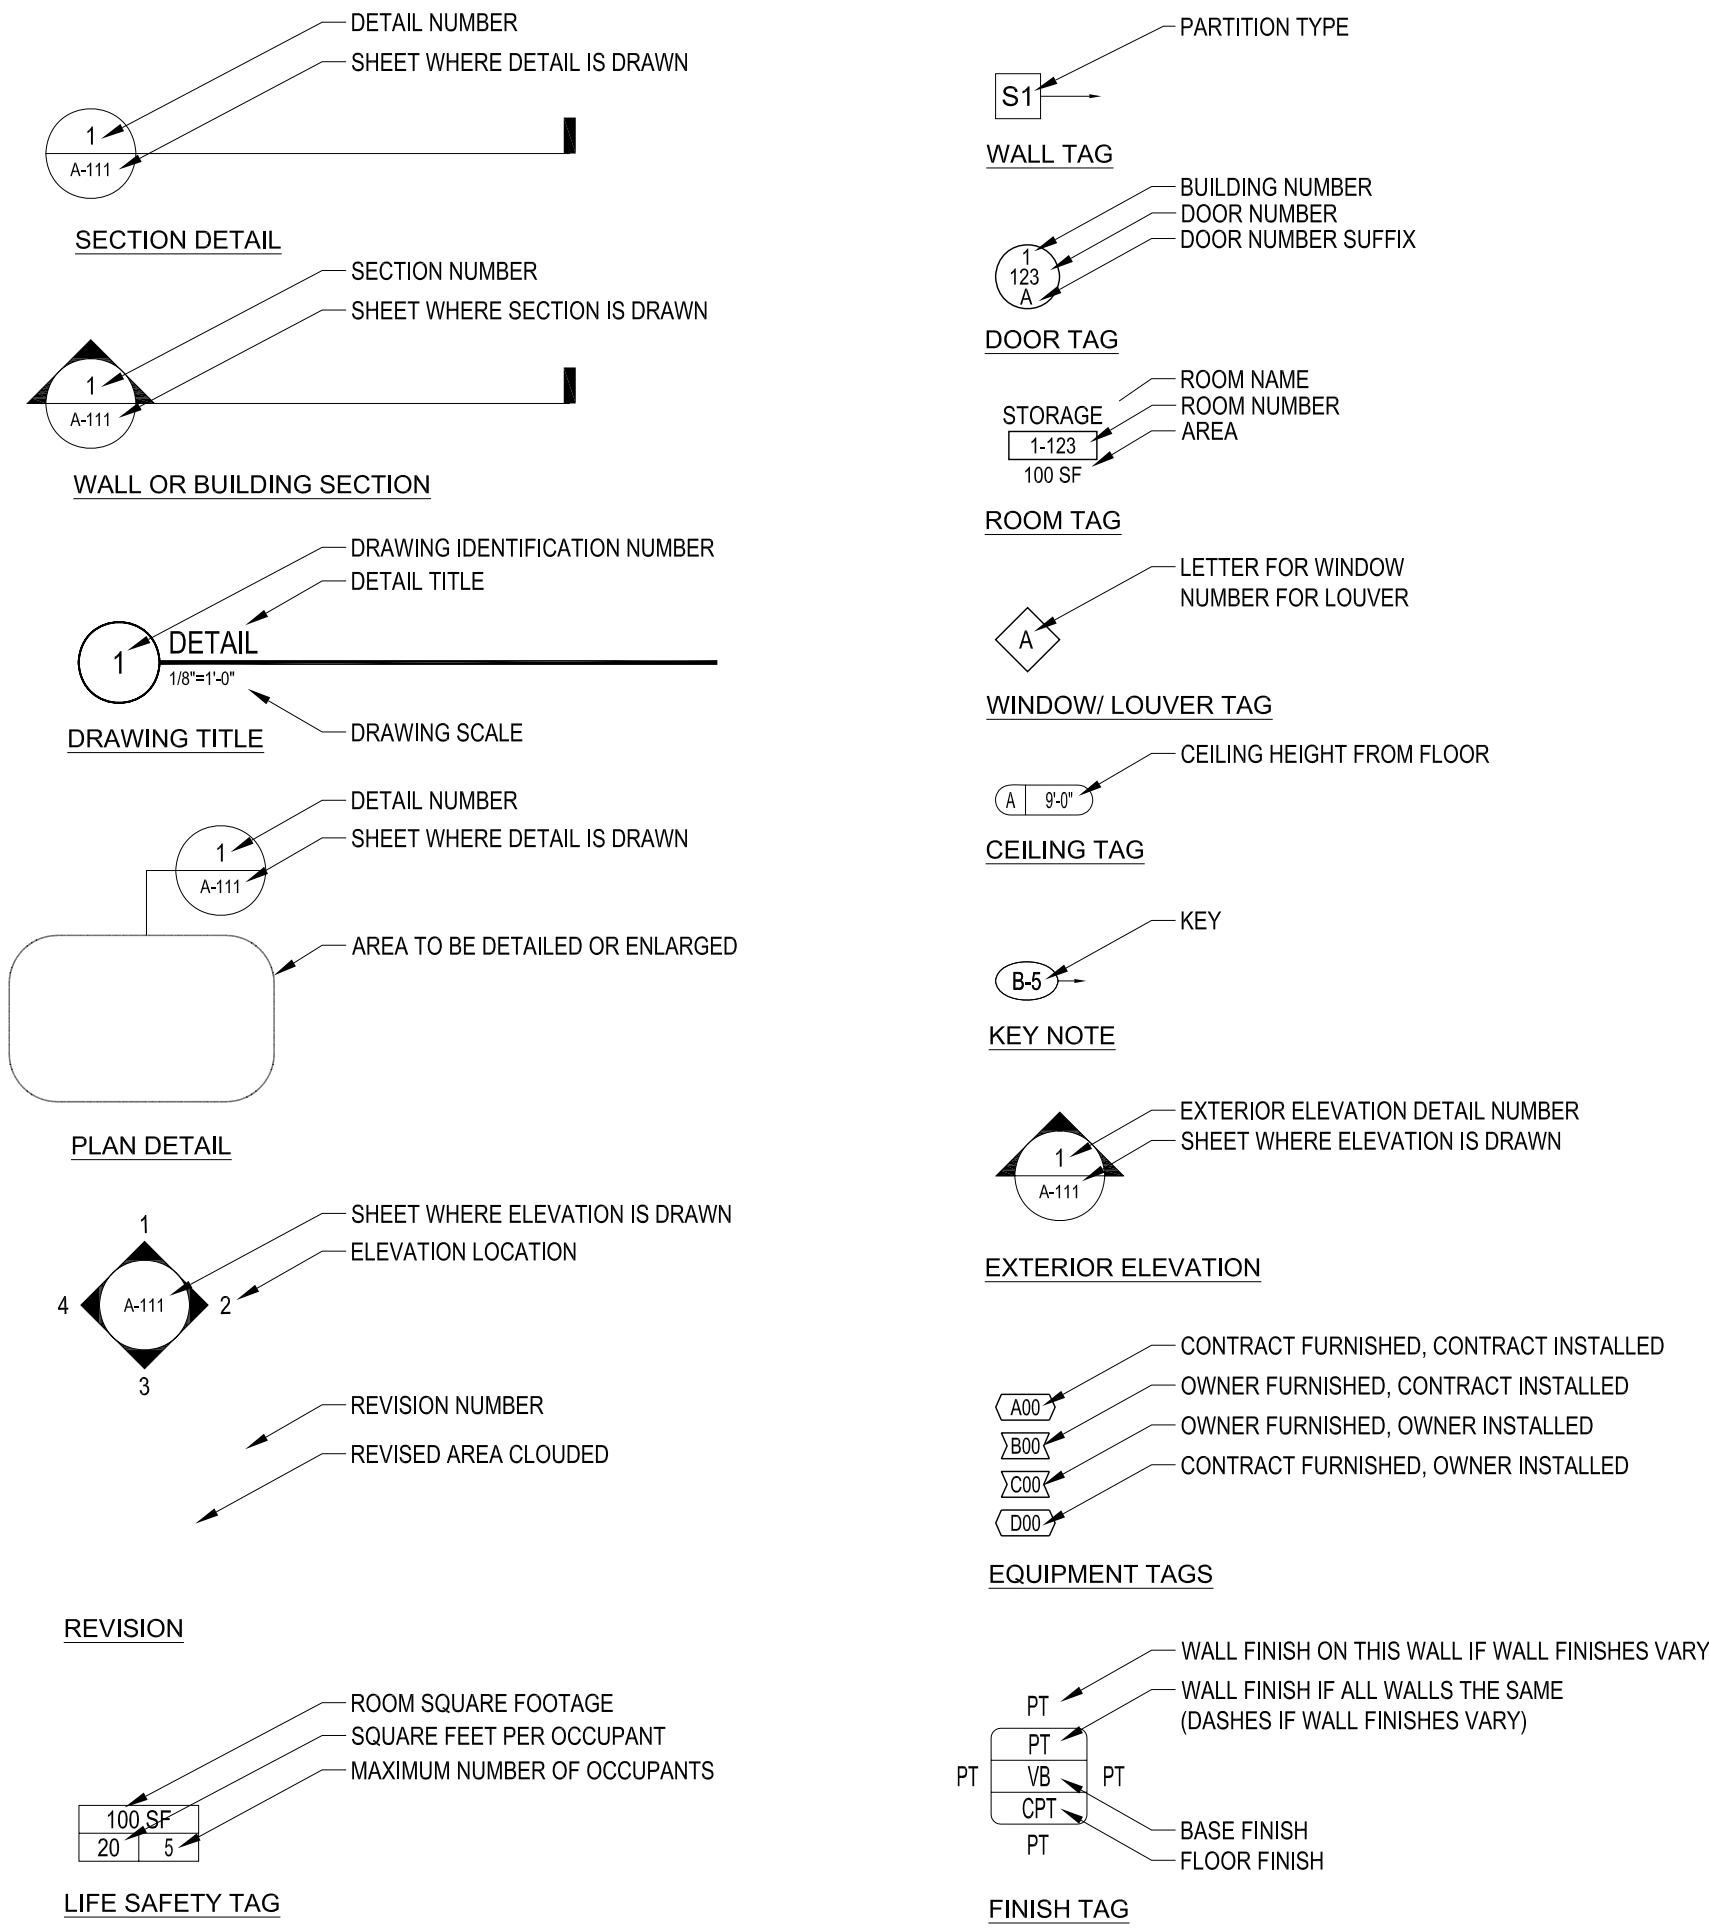 DETAIL NUMBER
SHEET WHERE DETAIL IS DRAWN
1
A-111
SECTION DETAIL
SECTION NUMBER
SHEET WHERE SECTION IS DRAWN
1
A-111
WALL OR BUILDING SECTION
DRAWING IDENTIFICATION NUMBER
DETAIL TITLE
DETAIL
1
1/8"=1'-0"
DRAWING TITLE
DRAWING SCALE
DETAIL NUMBER
SHEET WHERE DETAIL IS DRAWN
1
A-111
AREA TO BE DETAILED OR ENLARGED
PLAN DETAIL
SHEET WHERE ELEVATION IS DRAWN
ELEVATION LOCATION
1
4 A-111 2
3
REVISION NUMBER
REVISED AREA CLOUDED
REVISION
ROOM SQUARE FOOTAGE
SQUARE FEET PER OCCUPANT
MAXIMUM NUMBER OF OCCUPANTS
100 SF
20 5
LIFE SAFETY TAG
PARTITION TYPE
S1
WALL TAG
BUILDING NUMBER
DOOR NUMBER
DOOR NUMBER SUFFIX
1
123
A
DOOR TAG
ROOM NAME
ROOM NUMBER
AREA
STORAGE
1-123
100 SF
ROOM TAG
LETTER FOR WINDOW
NUMBER FOR LOUVER
A
WINDOW/ LOUVER TAG
CEILING HEIGHT FROM FLOOR
A 9'-0"
CEILING TAG
KEY
B-5
KEY NOTE
EXTERIOR ELEVATION DETAIL NUMBER
SHEET WHERE ELEVATION IS DRAWN
1
A-111
EXTERIOR ELEVATION
CONTRACT FURNISHED, CONTRACT INSTALLED
OWNER FURNISHED, CONTRACT INSTALLED
OWNER FURNISHED, OWNER INSTALLED
CONTRACT FURNISHED, OWNER INSTALLED
A00
B00
C00
D00
EQUIPMENT TAGS
WALL FINISH ON THIS WALL IF WALL FINISHES VARY
WALL FINISH IF ALL WALLS THE SAME
(DASHES IF WALL FINISHES VARY)
PT
PT
PT VB PT
CPT
PT
BASE FINISH
FLOOR FINISH
FINISH TAG